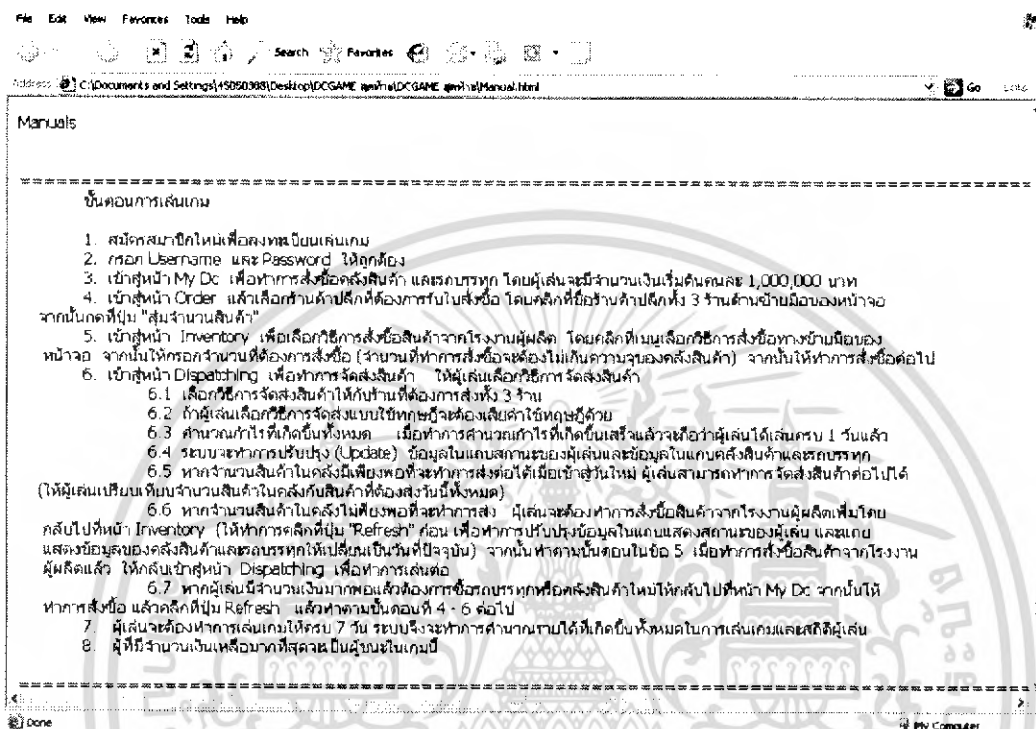 File Edit View Favorites Tools Help
Search Favorites
Address C:\Documents and Settings\45050308\Desktop\DCGAME สุดท้าย\DCGAME สุดท้าย\Manual.html Go Links
Manuals
ขั้นตอนการเล่นเกม
1. สมัครสมาชิกใหม่เพื่อลงทะเบียนเล่นเกม
2. กรอก Username และ Password ให้ถูกต้อง
3. เข้าสู่หน้า My Dc เพื่อทำการสั่งซื้อคลังสินค้า และรถบรรทุก โดยผู้เล่นจะมีจำนวนเงินเริ่มต้นคนละ 1,000,000 บาท
4. เข้าสู่หน้า Order แล้วเลือกร้านค้าปลีกที่ต้องการรับใบสั่งซื้อ โดยคลิกที่ชื่อร้านค้าปลีกทั้ง 3 ร้านด้านซ้ายมือของหน้าจอ
จากนั้นกดที่ปุ่ม "สุ่มจำนวนสินค้า"
5. เข้าสู่หน้า Inventory เพื่อเลือกวิธีการสั่งซื้อสินค้าจากโรงงานผู้ผลิต โดยคลิกที่เมนูเลือกวิธีการสั่งซื้อทางซ้ายมือของ
หน้าจอ จากนั้นให้กรอกจำนวนที่ต้องการสั่งซื้อ (จำนวนที่ทำการสั่งซื้อจะต้องไม่เกินความจุของคลังสินค้า) จากนั้นให้ทำการสั่งซื้อต่อไป
6. เข้าสู่หน้า Dispatching เพื่อทำการจัดส่งสินค้า ให้ผู้เล่นเลือกวิธีการจัดส่งสินค้า
6.1 เลือกวิธีการจัดส่งสินค้าให้กับร้านที่ต้องการส่งทั้ง 3 ร้าน
6.2 ถ้าผู้เล่นเลือกวิธีการจัดส่งแบบใช้ทฤษฎีจะต้องเสียค่าใช้ทฤษฎีด้วย
6.3 คำนวณกำไรที่เกิดขึ้นทั้งหมด เมื่อทำการคำนวณกำไรที่เกิดขึ้นเสร็จแล้วจะถือว่าผู้เล่นได้เล่นครบ 1 วันแล้ว
6.4 ระบบจะทำการปรับปรุง (Update) ข้อมูลในแถบสถานะของผู้เล่นและข้อมูลในแถบคลังสินค้าและรถบรรทุก
6.5 หากจำนวนสินค้าในคลังมีเพียงพอที่จะทำการส่งต่อได้เมื่อเข้าสู่วันใหม่ ผู้เล่นสามารถทำการจัดส่งสินค้าต่อไปได้
(ให้ผู้เล่นเปรียบเทียบจำนวนสินค้าในคลังกับสินค้าที่ต้องส่งวันนี้ทั้งหมด)
6.6 หากจำนวนสินค้าในคลังไม่เพียงพอที่จะทำการส่ง ผู้เล่นจะต้องทำการสั่งซื้อสินค้าจากโรงงานผู้ผลิตเพิ่มโดย
กลับไปที่หน้า Inventory (ให้ทำการคลิกที่ปุ่ม "Refresh" ก่อน เพื่อทำการปรับปรุงข้อมูลในแถบแสดงสถานะของผู้เล่น และแถบ
แสดงข้อมูลของคลังสินค้าและรถบรรทุกให้เปลี่ยนเป็นวันที่ปัจจุบัน) จากนั้นทำตามขั้นตอนในข้อ 5 เมื่อทำการสั่งซื้อสินค้าจากโรงงาน
ผู้ผลิตแล้ว ให้กลับเข้าสู่หน้า Dispatching เพื่อทำการเล่นต่อ
6.7 หากผู้เล่นมีจำนวนเงินมากพอแล้วต้องการซื้อรถบรรทุกหรือคลังสินค้าใหม่ให้กลับไปที่หน้า My Dc จากนั้นให้
ทำการสั่งซื้อ แล้วคลิกที่ปุ่ม Refresh แล้วทำตามขั้นตอนที่ 4 - 6 ต่อไป
7. ผู้เล่นจะต้องทำการเล่นเกมให้ครบ 7 วัน ระบบจึงจะทำการคำนวณรายได้ที่เกิดขึ้นทั้งหมดในการเล่นเกมและสถิติผู้เล่น
8. ผู้ที่มีจำนวนเงินเหลือมากที่สุดจะเป็นผู้ชนะในเกมนี้
Done My Computer